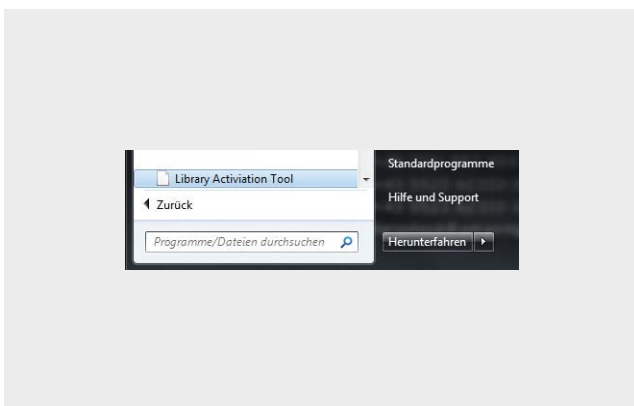 Library Activiation Tool
Zurück
Programme/Dateien durchsuchen
Standardprogramme
Hilfe und Support
Herunterfahren